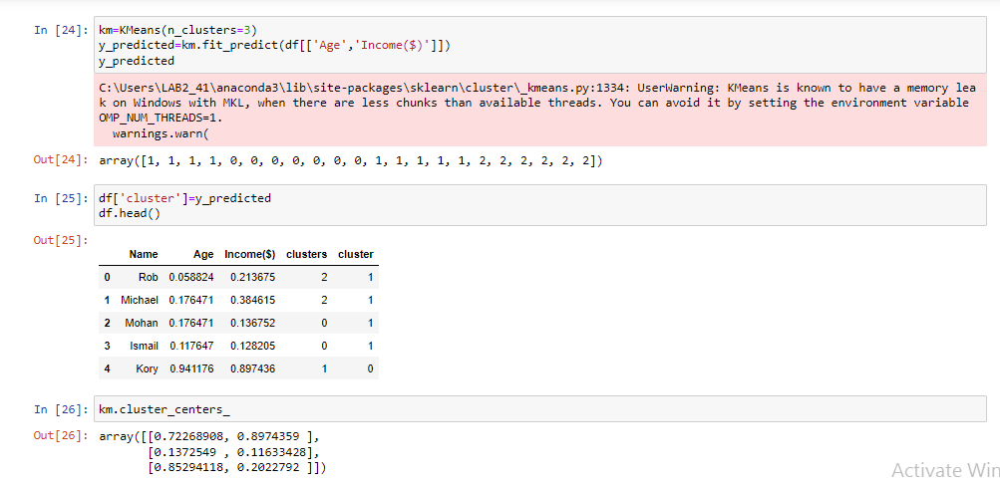 In [24]: km=KMeans(n_clusters=3)
y_predicted=km.fit_predict(df[['Age','Income($)']])
y_predicted
C:\Users\LAB2_41\anaconda3\lib\site-packages\sklearn\cluster\_kmeans.py:1334: UserWarning: KMeans is known to have a memory lea
k on Windows with MKL, when there are less chunks than available threads. You can avoid it by setting the environment variable
OMP_NUM_THREADS=1.
warnings.warn(
Out[24]: array([1, 1, 1, 1, 0, 0, 0, 0, 0, 0, 0, 1, 1, 1, 1, 1, 2, 2, 2, 2, 2, 2])
In [25]: df['cluster']=y_predicted
df.head()
Out[25]:
Name Age Income($) clusters cluster
0 Rob 0.058824 0.213675 2 1
1 Michael 0.176471 0.384615 2 1
2 Mohan 0.176471 0.136752 0 1
3 Ismail 0.117647 0.128205 0 1
4 Kory 0.941176 0.897436 1 0
In [26]: km.cluster_centers_
Out[26]: array([[0.72268908, 0.8974359 ],
[0.1372549 , 0.11633428],
[0.85294118, 0.2022792 ]])
Activate Win